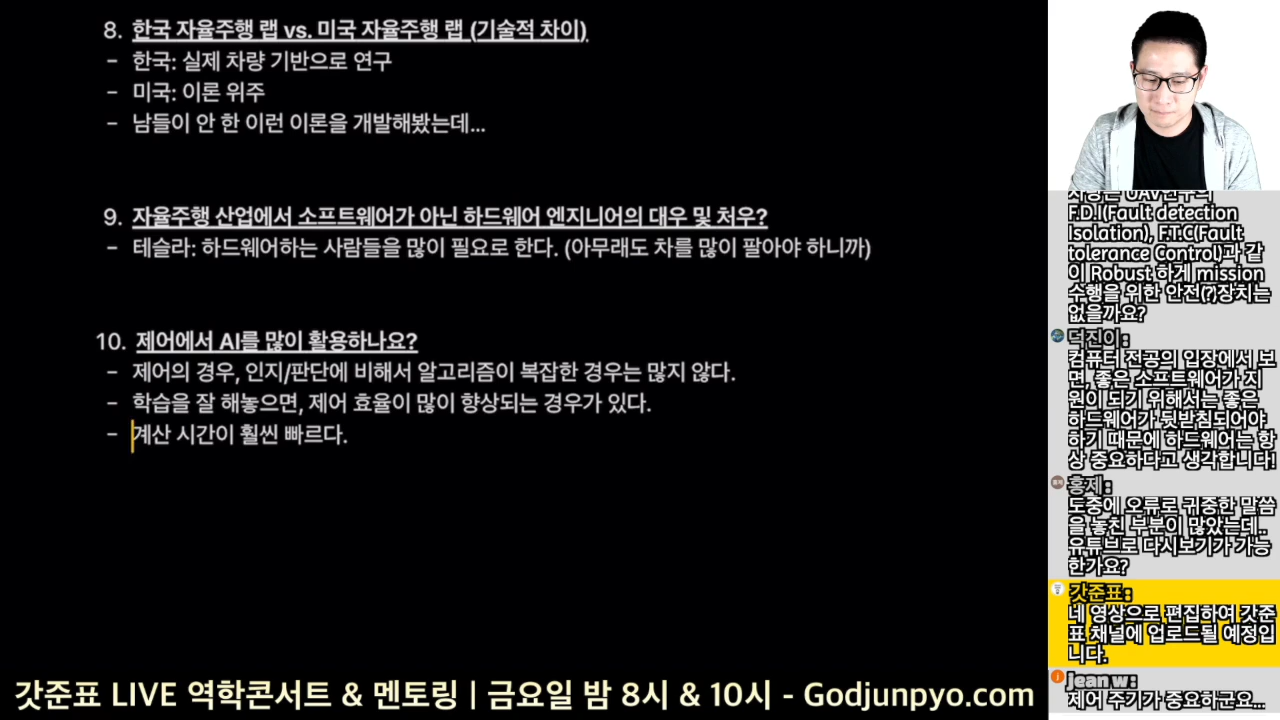 8. 한국 자율주행 랩 vs. 미국 자율주행 랩 (기술적 차이)
- 한국: 실제 차량 기반으로 연구
- 미국: 이론 위주
- 남들이 안 한 이런 이론을 개발해봤는데...
9. 자율주행 산업에서 소프트웨어가 아닌 하드웨어 엔지니어의 대우 및 처우?
- 테슬라: 하드웨어하는 사람들을 많이 필요로 한다. (아무래도 차를 많이 팔아야 하니까)
10. 제어에서 AI를 많이 활용하나요?
- 제어의 경우, 인지/판단에 비해서 알고리즘이 복잡한 경우는 많지 않다.
- 학습을 잘 해놓으면, 제어 효율이 많이 향상되는 경우가 있다.
- 계산 시간이 훨씬 빠르다.
F.D.I(Fault detection
Isolation), F.T.C(Fault
tolerance Control)과 같
이 Robust 하게 mission
수행을 위한 안전(?)장치는
없을까요?
덕진이:
컴퓨터 전공의 입장에서 보
면, 좋은 소프트웨어가 지
원이 되기 위해서는 좋은
하드웨어가 뒷받침되어야
하기 때문에 하드웨어는 항
상 중요하다고 생각합니다!
홍제:
도중에 오류로 귀중한 말씀
을 놓친 부분이 많았는데..
유튜브로 다시보기가 가능
한가요?
갓준표:
네 영상으로 편집하여 갓준
표 채널에 업로드될 예정입
니다.
jean w:
제어 주기가 중요하군요...
갓준표 LIVE 역학콘서트 & 멘토링 | 금요일 밤 8시 & 10시 - Godjunpyo.com